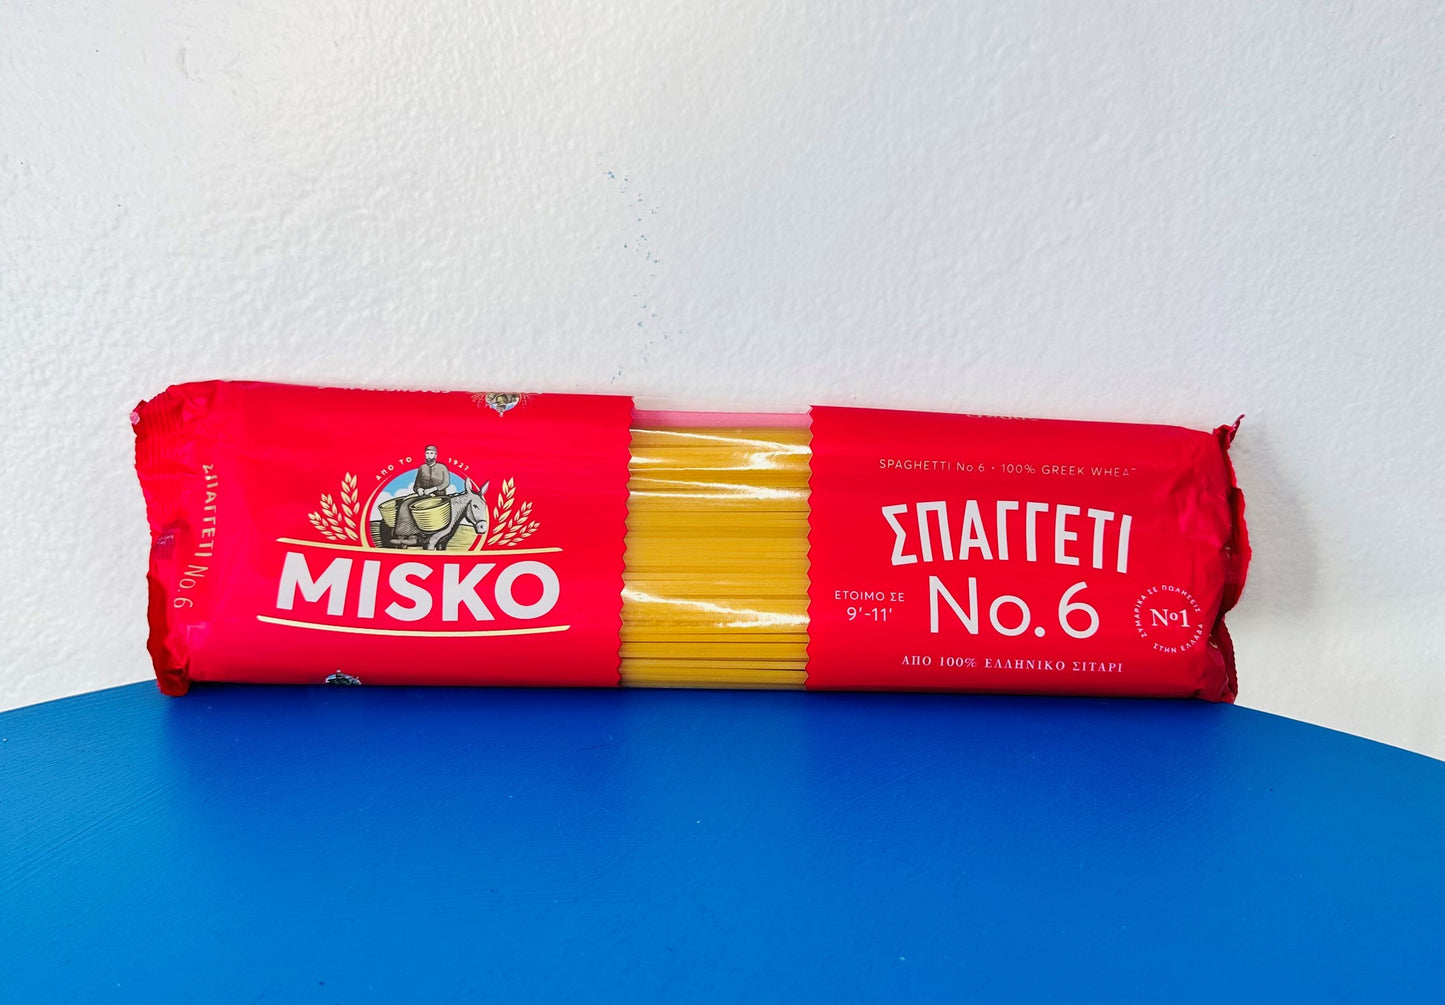 ΣΠΑΓΓΕΤΙ No.6
ΑΠΟ ΤΟ 1927
MISKO
SPAGHETTI No.6 • 100% GREEK WHEAT
ΣΠΑΓΓΕΤΙ
No.6
ΕΤΟΙΜΟ ΣΕ
9’-11’
ΑΠΟ 100% ΕΛΛΗΝΙΚΟ ΣΙΤΑΡΙ
ΖΥΜΑΡΙΚΑ ΣΕ ΠΩΛΗΣΕΙΣ
Νο1
ΣΤΗΝ ΕΛΛΑΔΑ